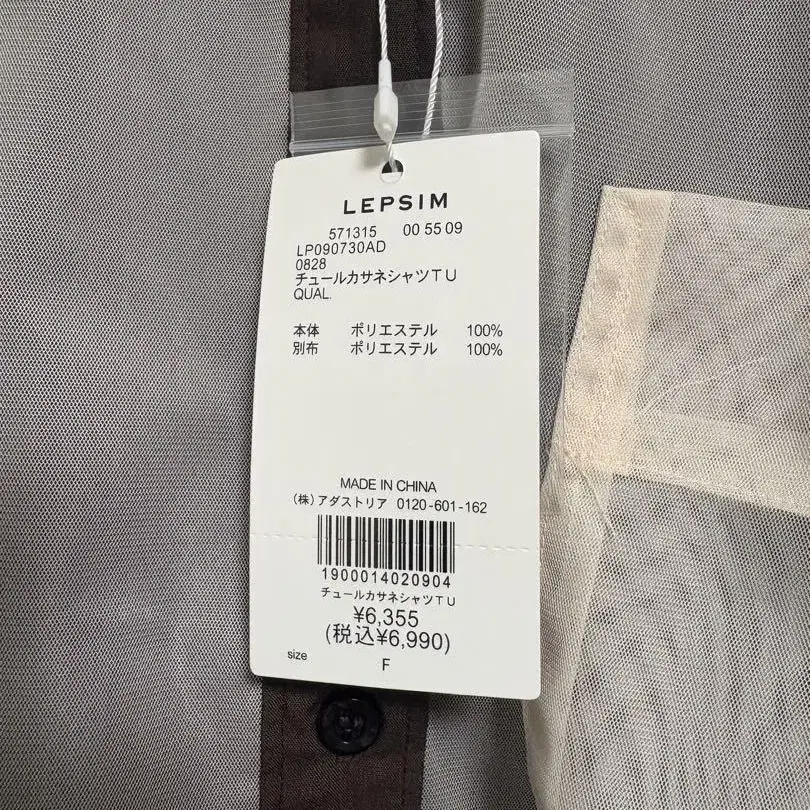 LEPSIM
571315 00 55 09
LP090730AD
0828
チュールカサネシャツTU
QUAL.
本体 ポリエステル 100%
別布 ポリエステル 100%
MADE IN CHINA
(株)アダストリア 0120-601-162
1900014020904
チュールカサネシャツTU
¥6,355
(税込¥6,990)
size F